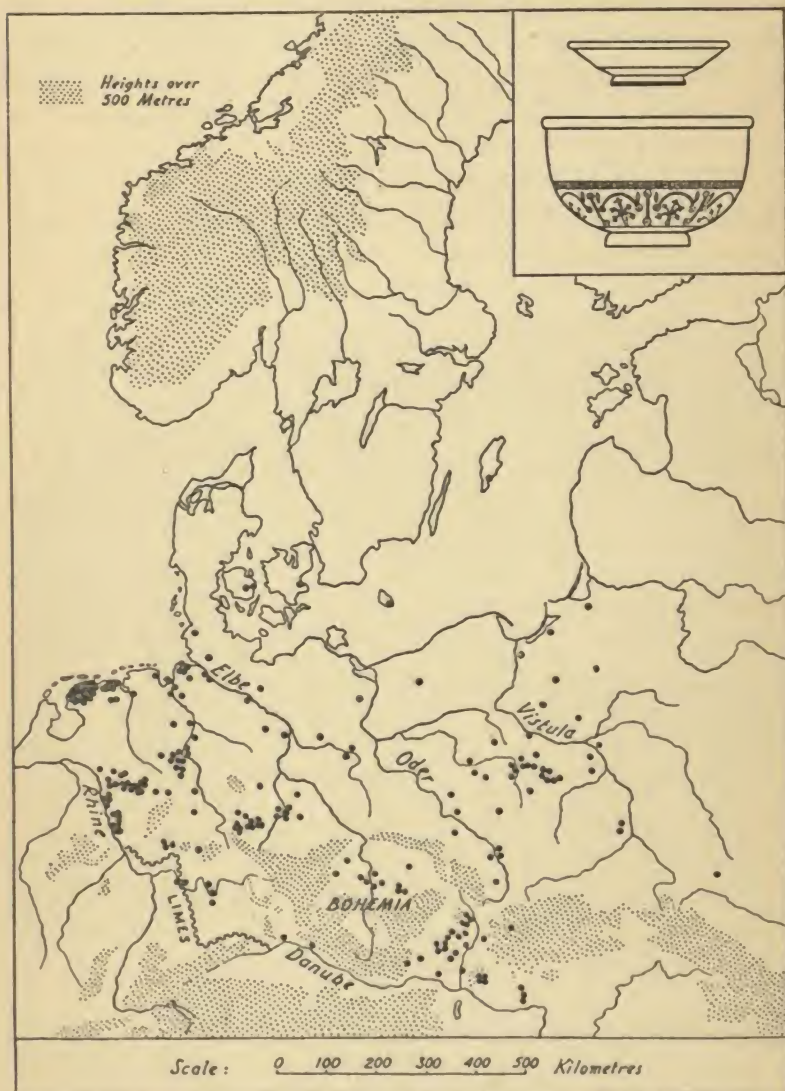 Heights over
500 Metres
Elbe
Vistula
Oder
Rhine
BOHEMIA
LIMES
Danube
Scale: 0 100 200 300 400 500 Kilometres